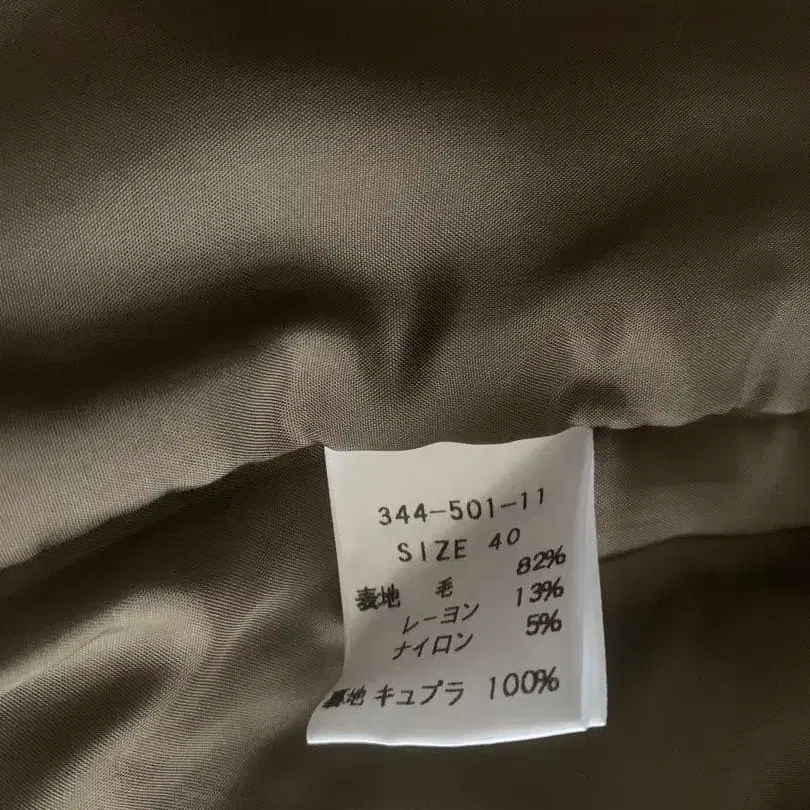 344-501-11
SIZE 40
表地 毛 82%
レーヨン 13%
ナイロン 5%
裏地 キュプラ 100%